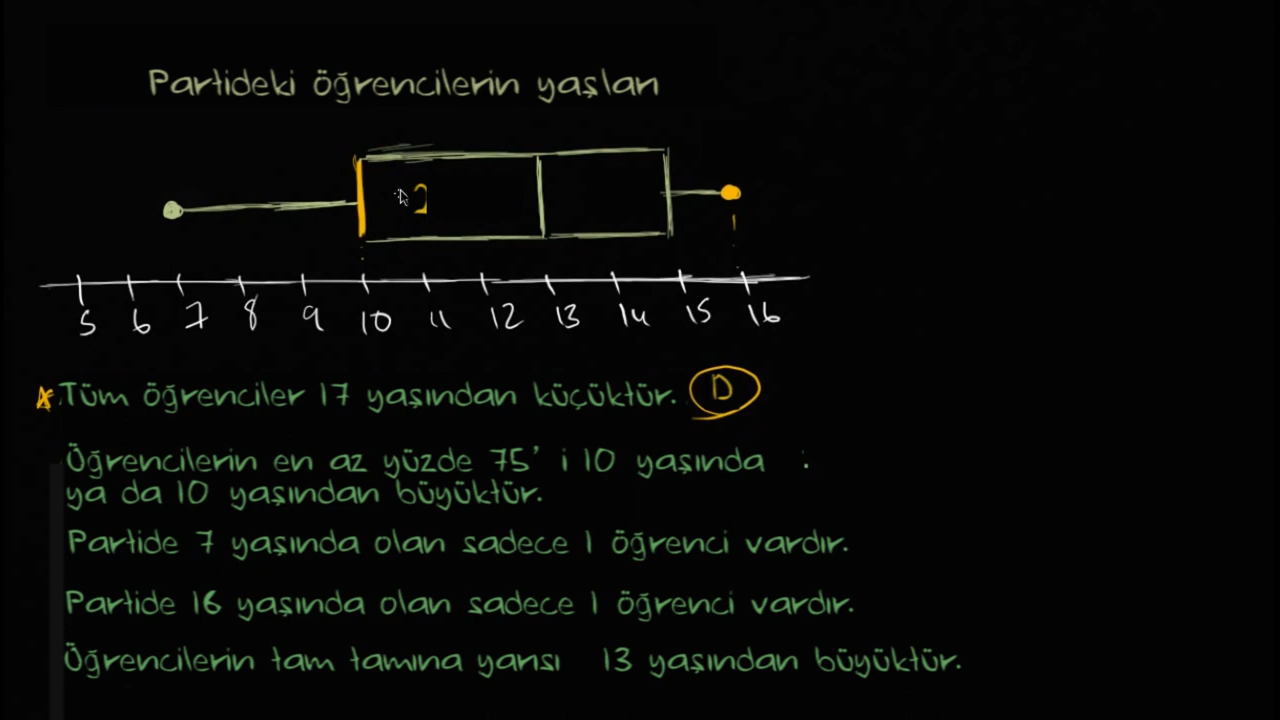 Partideki öğrencilerin yaşları
2
5 6 7 8 9 10 11 12 13 14 15 16
Tüm öğrenciler 17 yaşından küçüktür. D
Öğrencilerin en az yüzde 75' i 10 yaşında
ya da 10 yaşından büyüktür.
Partide 7 yaşında olan sadece 1 öğrenci vardır.
Partide 16 yaşında olan sadece 1 öğrenci vardır.
Öğrencilerin tam tamına yarısı 13 yaşından büyüktür.